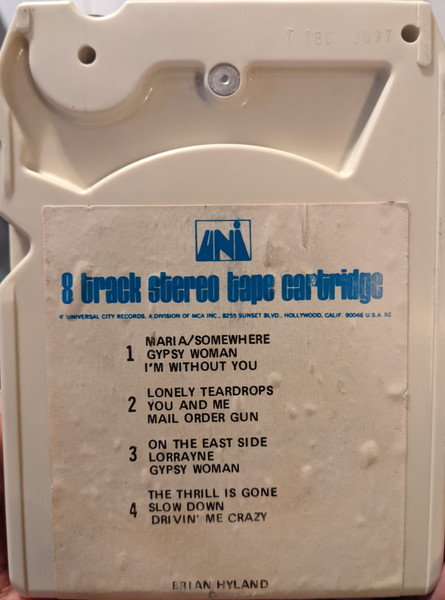 UNi
8 track stereo tape cartridge
© UNIVERSAL CITY RECORDS, A DIVISION OF MCA INC., 8255 SUNSET BLVD., HOLLYWOOD, CALIF. 90046 U.S.A.
1
MARIA/SOMEWHERE
GYPSY WOMAN
I'M WITHOUT YOU
2
LONELY TEARDROPS
YOU AND ME
MAIL ORDER GUN
3
ON THE EAST SIDE
LORRAYNE
GYPSY WOMAN
4
THE THRILL IS GONE
SLOW DOWN
DRIVIN' ME CRAZY
BRIAN HYLAND